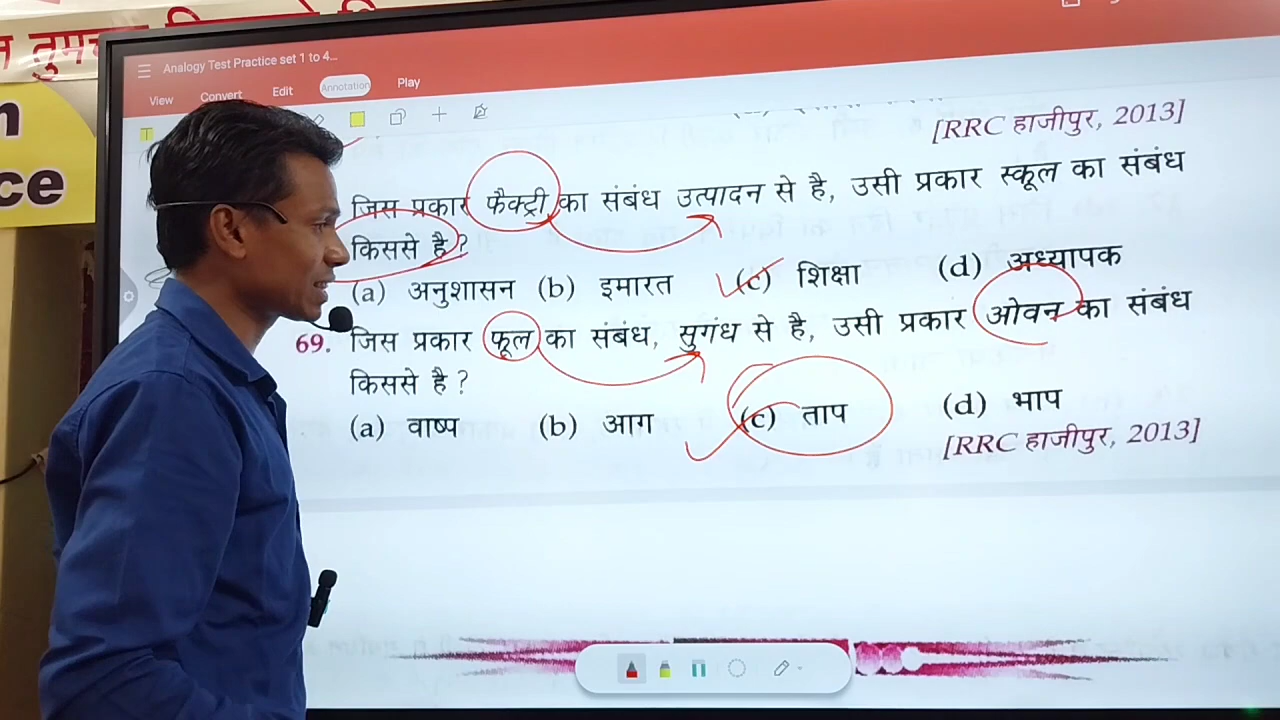 Analogy Test Practice set 1 to 4...
View Convert Edit Annotation Play
[RRC हाजीपुर, 2013]
जिस प्रकार फैक्ट्री का संबंध उत्पादन से है, उसी प्रकार स्कूल का संबंध
किससे है?
(a) अनुशासन (b) इमारत (c) शिक्षा (d) अध्यापक
69. जिस प्रकार फूल का संबंध, सुगंध से है, उसी प्रकार ओवन का संबंध
किससे है?
(a) वाष्प (b) आग (c) ताप (d) भाप
[RRC हाजीपुर, 2013]